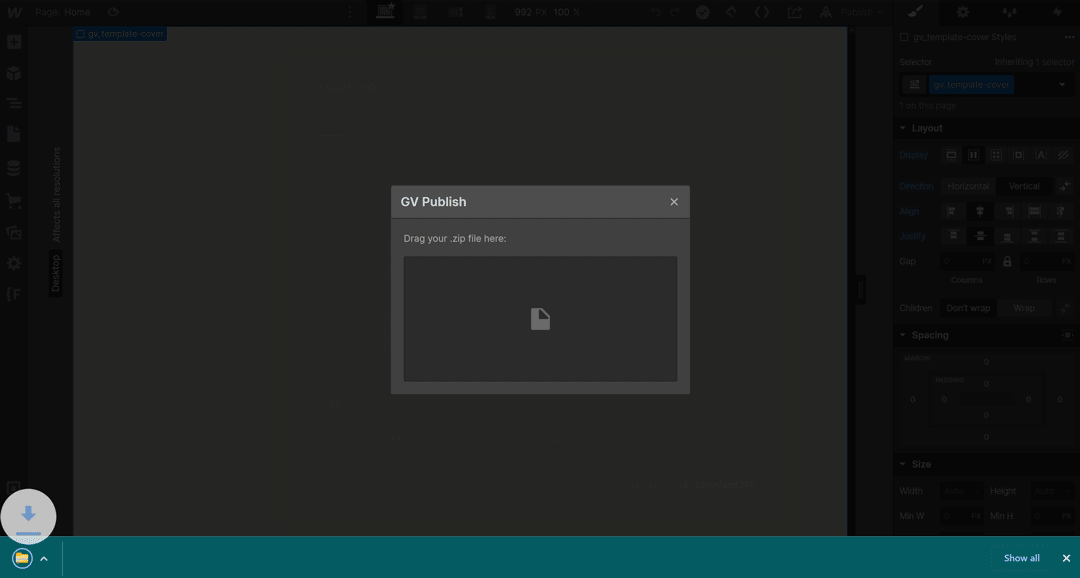 Page: Home
992 PX 100 %
Publish
gv_template-cover
gv_template-cover Styles
Selector
Inheriting 1 selector
gv_template-cover
1 on this page
Layout
Display
Direction Horizontal Vertical
Align
Justify
Gap 0 PX 0 PX
Columns Rows
Children Don't wrap Wrap
Spacing
MARGIN 0
PADDING 0
0 0 0 0
0
0
Size
Width Auto Height Auto
Min W 0 PX Min H 0 PX
Affects all resolutions
Desktop
GV Publish
Drag your .zip file here:
Show all